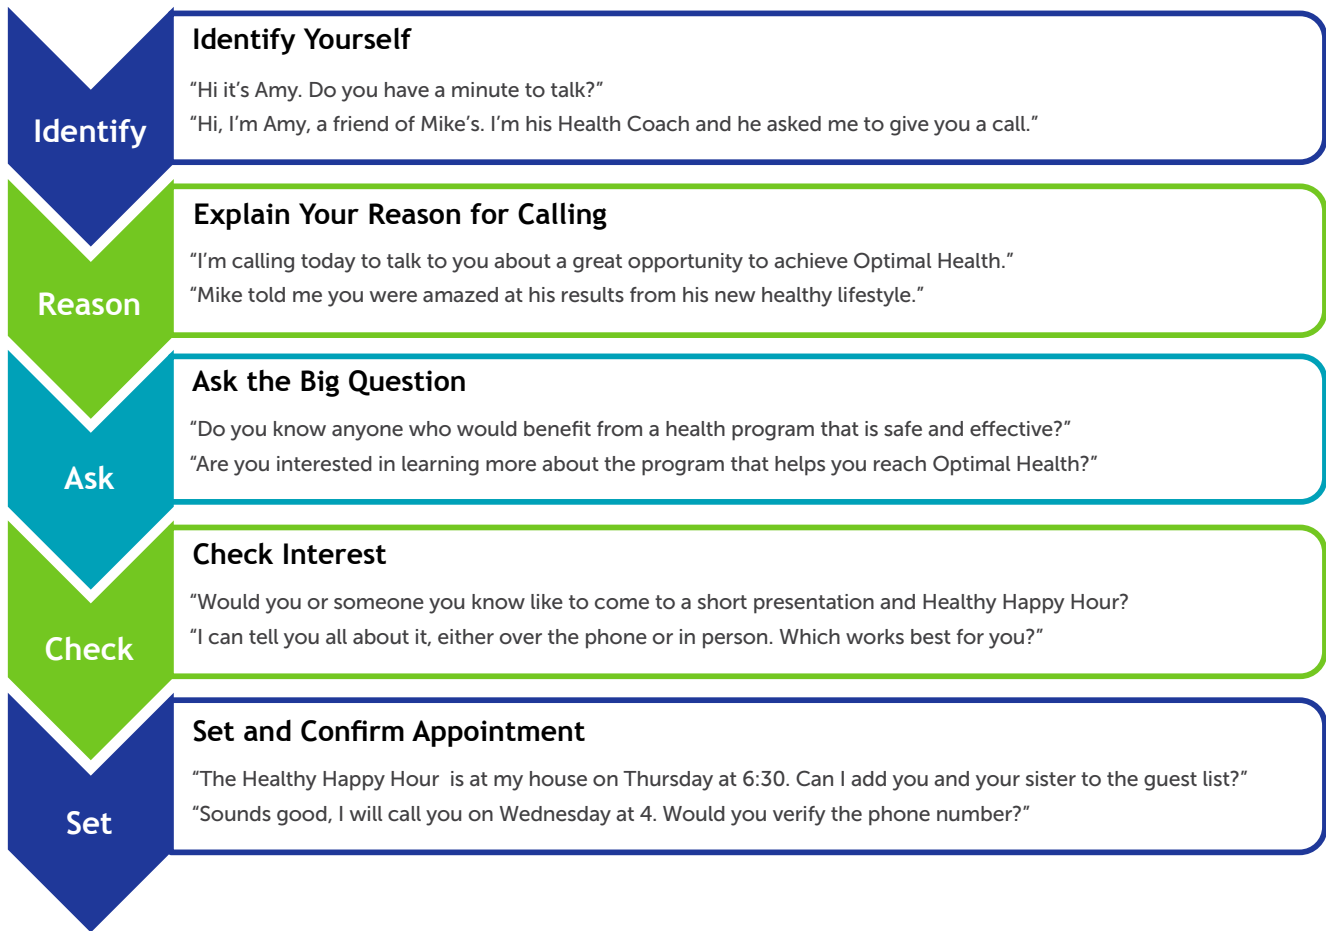 Identify
Identify Yourself
“Hi it’s Amy. Do you have a minute to talk?”
“Hi, I’m Amy, a friend of Mike’s. I’m his Health Coach and he asked me to give you a call.”
Reason
Explain Your Reason for Calling
“I’m calling today to talk to you about a great opportunity to achieve Optimal Health.”
“Mike told me you were amazed at his results from his new healthy lifestyle.”
Ask
Ask the Big Question
“Do you know anyone who would benefit from a health program that is safe and effective?”
“Are you interested in learning more about the program that helps you reach Optimal Health?”
Check
Check Interest
“Would you or someone you know like to come to a short presentation and Healthy Happy Hour?
“I can tell you all about it, either over the phone or in person. Which works best for you?”
Set
Set and Confirm Appointment
“The Healthy Happy Hour  is at my house on Thursday at 6:30. Can I add you and your sister to the guest list?”
“Sounds good, I will call you on Wednesday at 4. Would you verify the phone number?”